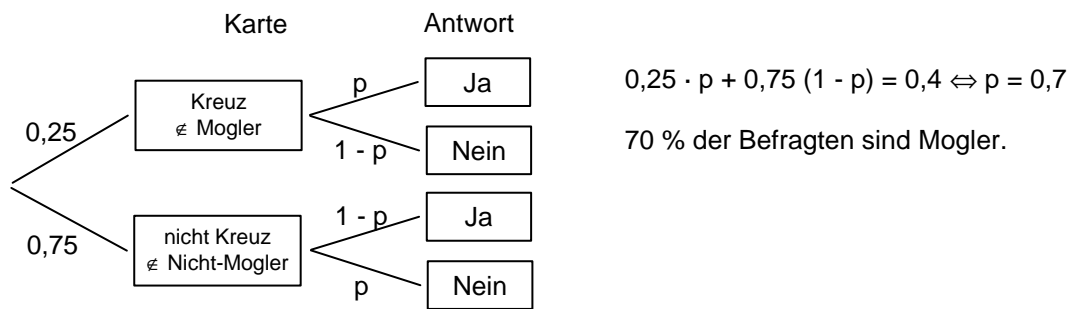 Karte
Antwort
0,25
Kreuz
∉ Mogler
p
Ja
1 - p
Nein
0,75
nicht Kreuz
∉ Nicht-Mogler
1 - p
Ja
p
Nein
0,25 · p + 0,75 (1 - p) = 0,4 ⇔ p = 0,7
70 % der Befragten sind Mogler.